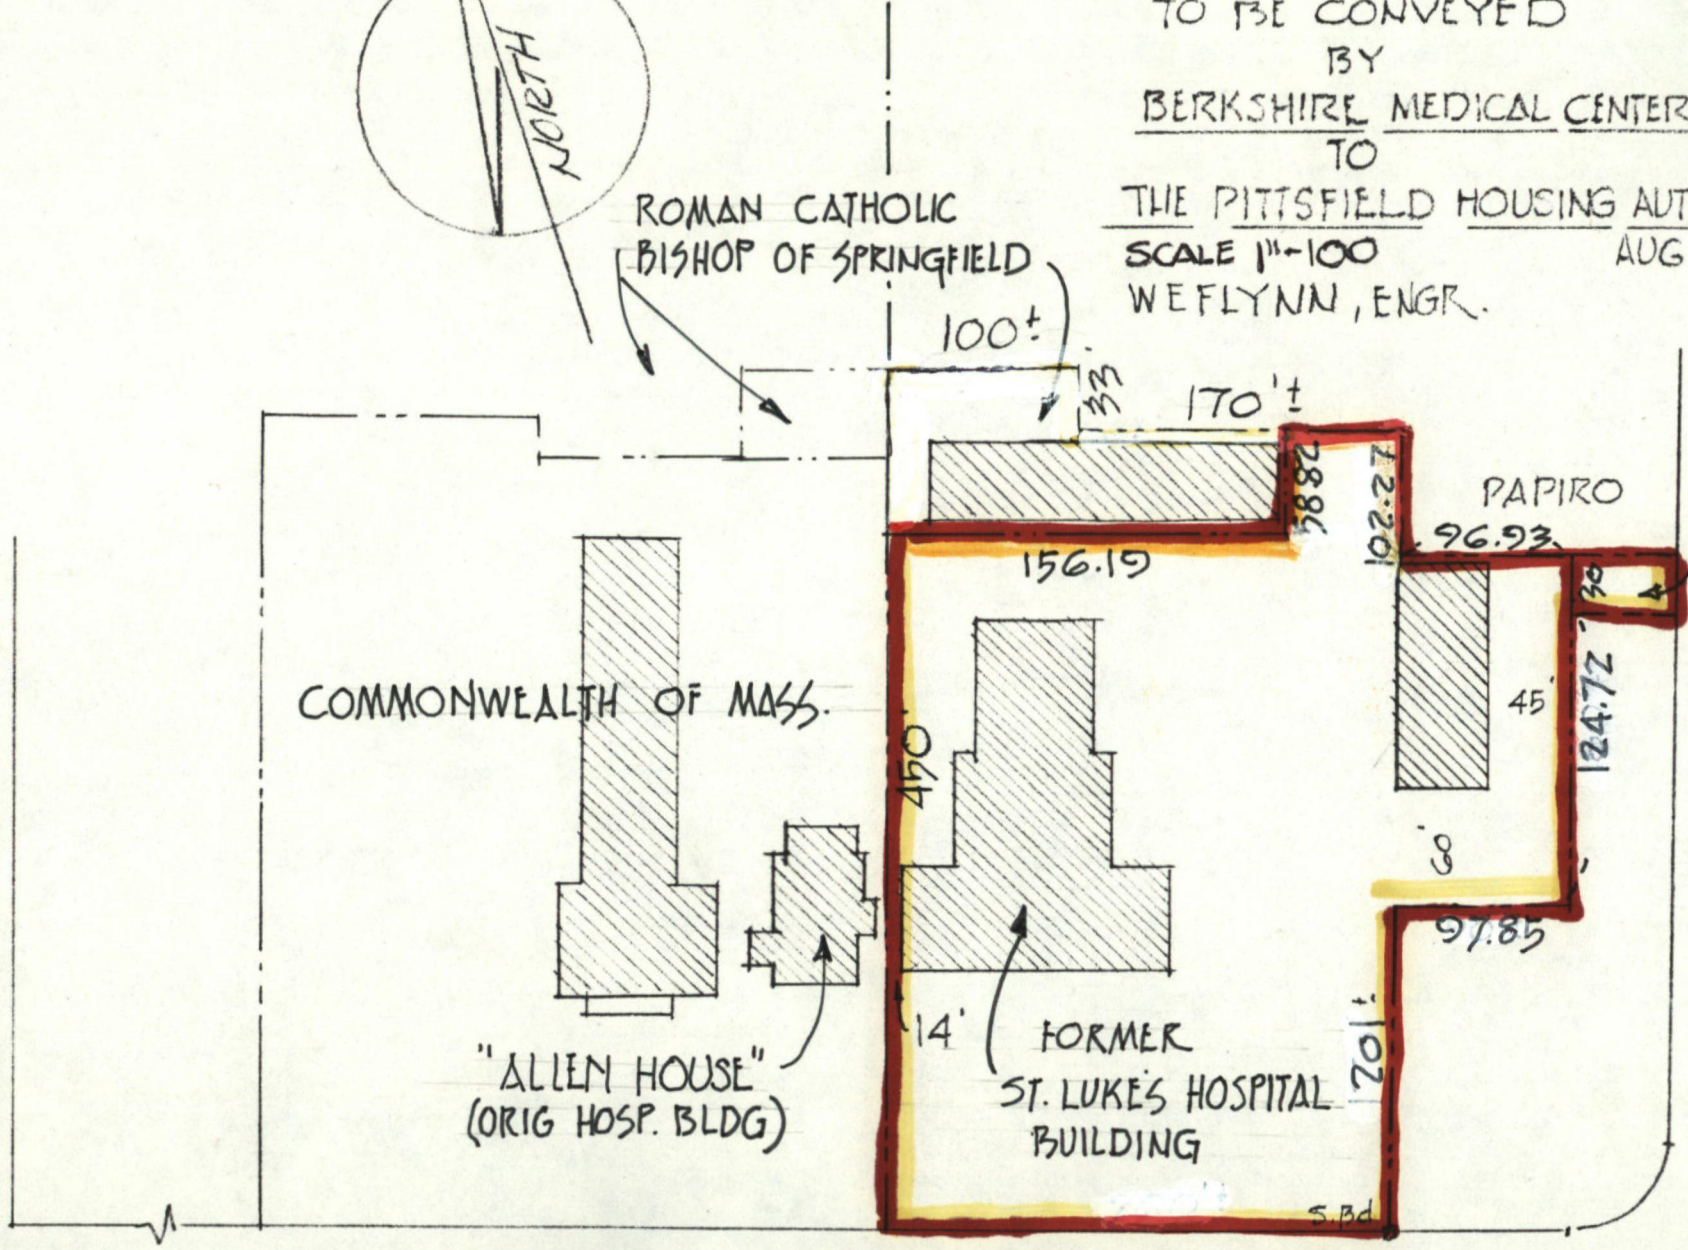 TO BE CONVEYED
BY
BERKSHIRE MEDICAL CENTER
TO
THE PITTSFIELD HOUSING AUT
SCALE 1"-100
AUG
WEFLYNN, ENGR.
NORTH
ROMAN CATHOLIC
BISHOP OF SPRINGFIELD
100±
33'
170'±
58.82
102.27
PAPIRO
96.93
156.19
30'
COMMONWEALTH OF MASS.
45'
124.72
450'
60'
97.85
14'
120'±
"ALLEN HOUSE"
(ORIG HOSP. BLDG)
FORMER
ST. LUKE'S HOSPITAL
BUILDING
S.Bd